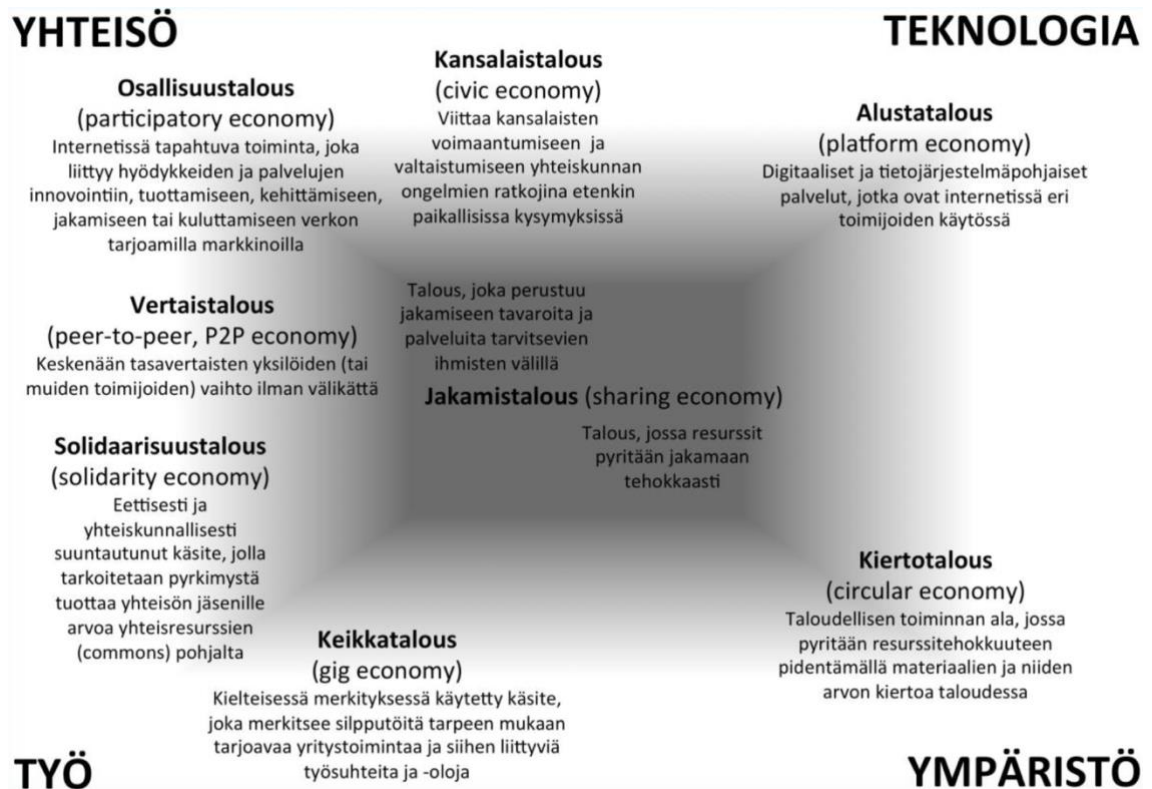 YHTEISÖ
TEKNOLOGIA
Osallisuustalous
(participatory economy)
Internetissä tapahtuva toiminta, joka
liittyy hyödykkeiden ja palvelujen
innovointiin, tuottamiseen, kehittämiseen,
jakamiseen tai kuluttamiseen verkon
tarjoamilla markkinoilla
Kansalaistalous
(civic economy)
Viittaa kansalaisten
voimaantumiseen ja
valtaistumiseen yhteiskunnan
ongelmien ratkojina etenkin
paikallisissa kysymyksissä
Alustatalous
(platform economy)
Digitaaliset ja tietojärjestelmäpohjaiset
palvelut, jotka ovat internetissä eri
toimijoiden käytössä
Vertaistalous
(peer-to-peer, P2P economy)
Keskenään tasavertaisten yksilöiden (tai
muiden toimijoiden) vaihto ilman välikättä
Talous, joka perustuu
jakamiseen tavaroita ja
palveluita tarvitsevien
ihmisten välillä
Jakamistalous (sharing economy)
Talous, jossa resurssit
pyritään jakamaan
tehokkaasti
Solidaarisuustalous
(solidarity economy)
Eettisesti ja
yhteiskunnallisesti
suuntautunut käsite, jolla
tarkoitetaan pyrkimystä
tuottaa yhteisön jäsenille
arvoa yhteisresurssien
(commons) pohjalta
Keikkatalous
(gig economy)
Kielteisessä merkityksessä käytetty käsite,
joka merkitsee silpputöitä tarpeen mukaan
tarjoavaa yritystoimintaa ja siihen liittyviä
työsuhteita ja -oloja
Kiertotalous
(circular economy)
Taloudellisen toiminnan ala, jossa
pyritään resurssitehokkuuteen
pidentämällä materiaalien ja niiden
arvon kiertoa taloudessa
TYÖ
YMPÄRISTÖ